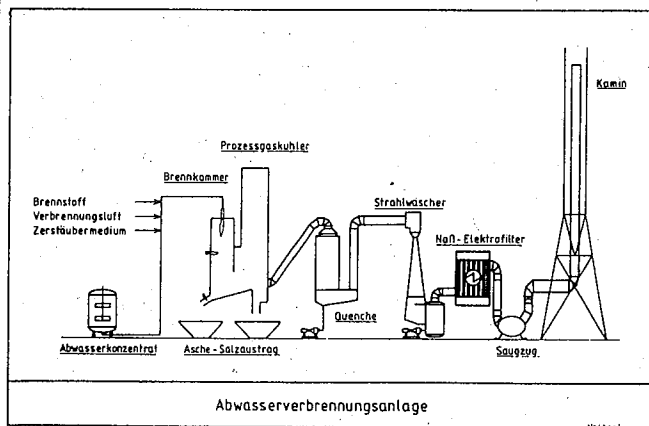 Kamin
Prozessgaskühler
Brennkammer
Strahlwäscher
Brennstoff
Verbrennungsluft
Zerstäubermedium
Naß-Elektrofilter
Quenche
Abwasserkonzentrat
Asche-Salzaustrag
Saugzug
Abwasserverbrennungsanlage